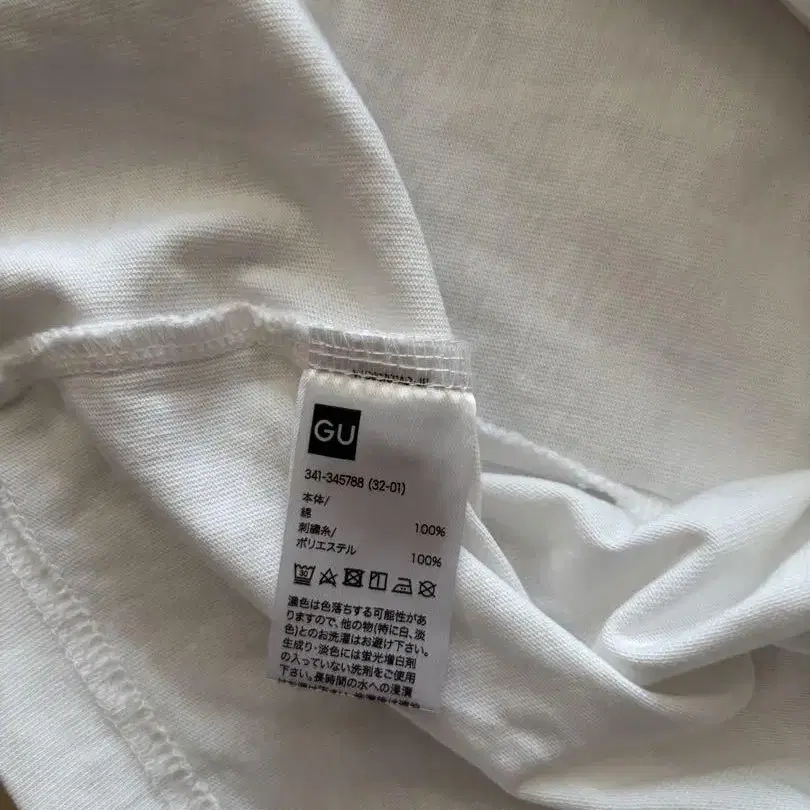 GU
341-345788 (32-01)
本体/
綿 100%
刺繍糸/
ポリエステル 100%
30
濃色は色落ちする可能性があ
りますので、他の物(特に白、淡
色)とのお洗濯はお避け下さい。
生成り・淡色には蛍光増白剤
の入っていない洗剤をご使用
下さい。長時間の水への浸漬